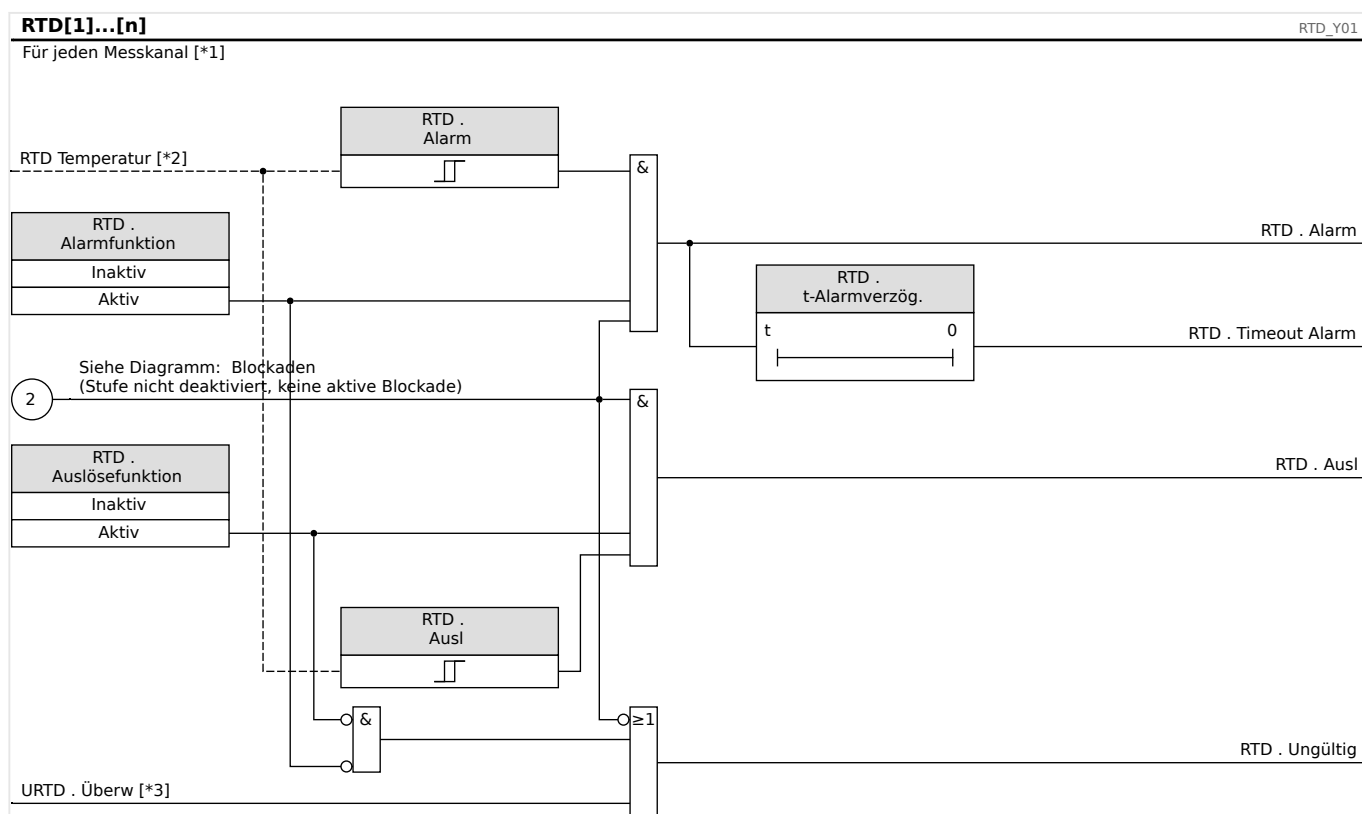 RTD[1]...[n]
RTD_Y01
Für jeden Messkanal [*1]
RTD .
Alarm
RTD Temperatur [*2]
&
RTD .
Alarmfunktion
Inaktiv
Aktiv
RTD . Alarm
RTD .
t-Alarmverzög.
t 0
RTD . Timeout Alarm
Siehe Diagramm: Blockaden
(Stufe nicht deaktiviert, keine aktive Blockade)
2
&
RTD .
Auslösefunktion
Inaktiv
Aktiv
RTD . Ausl
RTD .
Ausl
&
≥1
RTD . Ungültig
URTD . Überw [*3]